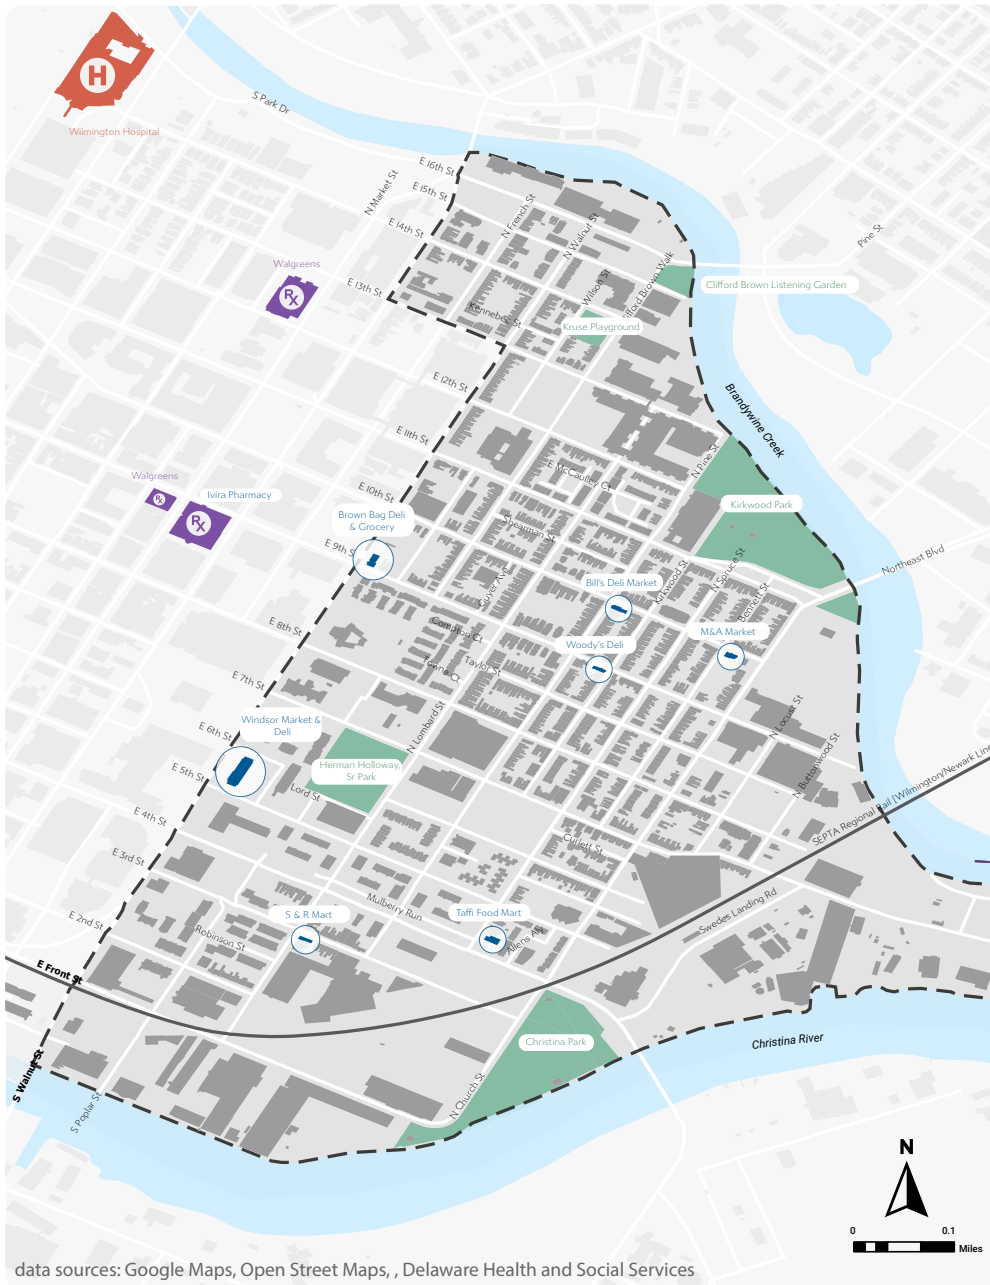 H
Wilmington Hospital
S Park Dr
E 16th St
E 15th St
N Market St
E 14th St
N French St
N Walnut St
Pine St
Walgreens
Rx
E 13th St
Wilson St
Clifford Brown Walk
Clifford Brown Listening Garden
Kennebec St
Kruse Playground
E 12th St
Brandywine Creek
E 11th St
N Pine St
E McCaulley Ct
Walgreens
Rx
Ivira Pharmacy
Rx
E 10th St
Kirkwood Park
Brown Bag Deli
& Grocery
Shearman St
E 9th St
Northeast Blvd
Guyer Ave
Bill's Deli Market
Kirkwood St
N Spruce St
Bennett St
E 8th St
Compton Ct
Woody's Deli
M&A Market
Taylor St
Towne Ct
E 7th St
N Lombard St
N Locust St
Windsor Market &
Deli
E 6th St
N Buttonwood St
Herman Holloway,
Sr Park
E 5th St
Lord St
SEPTA Regional Rail [Wilmington/Newark Line
E 4th St
Curlett St
E 3rd St
Mulberry Run
Swedes Landing Rd
S & R Mart
Taffi Food Mart
E 2nd St
Robinson St
Allens Aly
E Front St
Christina Park
Christina River
S Walnut St
N Church St
S Poplar St
N
0
0.1
Miles
data sources: Google Maps, Open Street Maps, , Delaware Health and Social Services